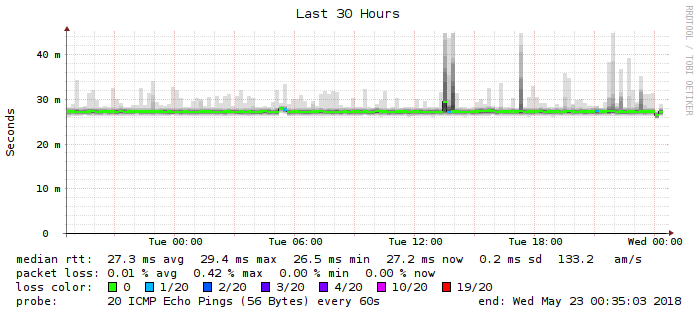 Last 30 Hours
RRDTOOL / TOBI OETIKER
Seconds
40 m
30 m
20 m
10 m
0
Tue 00:00 Tue 06:00 Tue 12:00 Tue 18:00 Wed 00:00
median rtt: 27.3 ms avg 29.4 ms max 26.5 ms min 27.2 ms now 0.2 ms sd 133.2 am/s
packet loss: 0.01 % avg 0.42 % max 0.00 % min 0.00 % now
loss color: 0 1/20 2/20 3/20 4/20 10/20 19/20
probe: 20 ICMP Echo Pings (56 Bytes) every 60s end: Wed May 23 00:35:03 2018